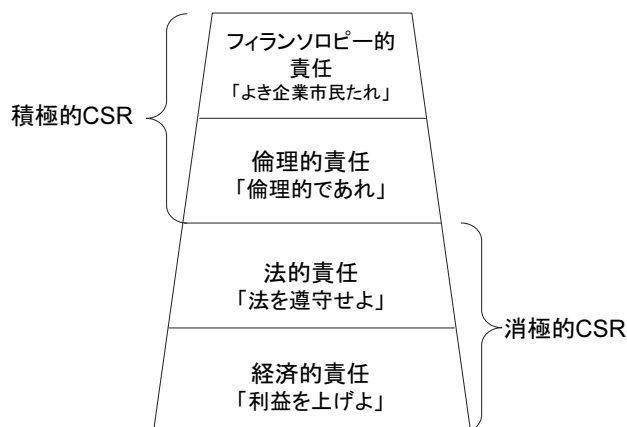 フィランソロピー的
責任
「よき企業市民たれ」
積極的CSR
倫理的責任
「倫理的であれ」
法的責任
「法を遵守せよ」
消極的CSR
経済的責任
「利益を上げよ」